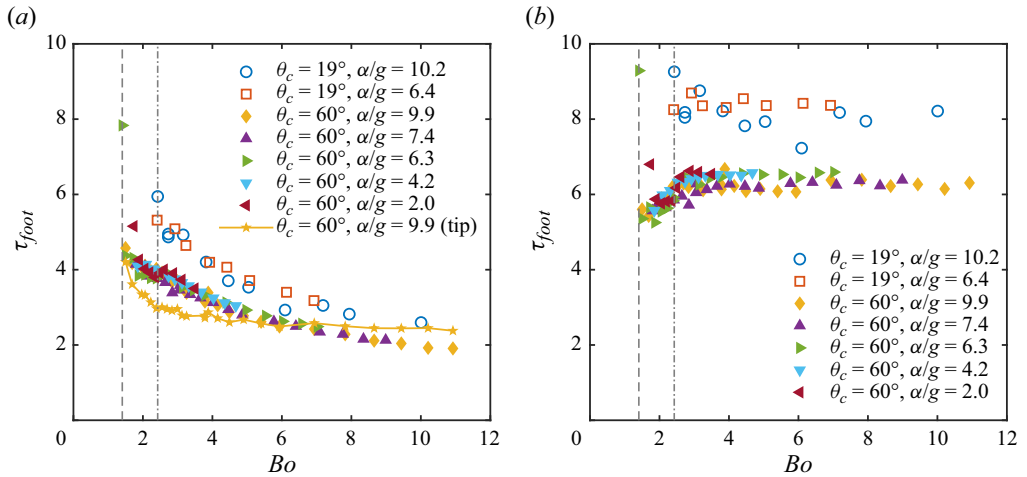 (a)
10
8
6
4
2
0
τfoot
0
2
4
6
8
10
12
Bo
θc = 19°, α/g = 10.2
θc = 19°, α/g = 6.4
θc = 60°, α/g = 9.9
θc = 60°, α/g = 7.4
θc = 60°, α/g = 6.3
θc = 60°, α/g = 4.2
θc = 60°, α/g = 2.0
θc = 60°, α/g = 9.9 (tip)
(b)
10
8
6
4
2
0
τfoot
2
4
6
8
10
12
Bo
θc = 19°, α/g = 10.2
θc = 19°, α/g = 6.4
θc = 60°, α/g = 9.9
θc = 60°, α/g = 7.4
θc = 60°, α/g = 6.3
θc = 60°, α/g = 4.2
θc = 60°, α/g = 2.0